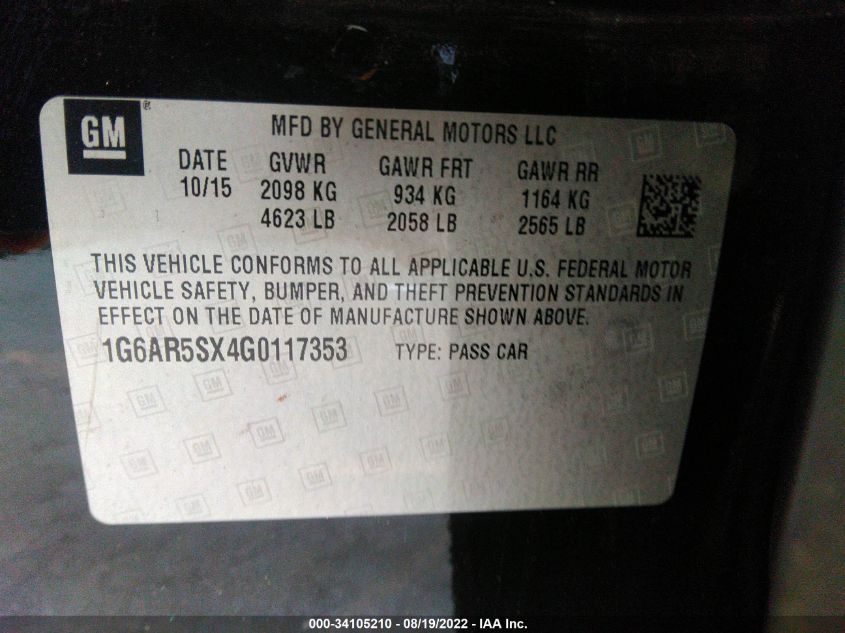 GM ®
MFD BY GENERAL MOTORS LLC
DATE GVWR GAWR FRT GAWR RR
10/15 2098 KG 934 KG 1164 KG
4623 LB 2058 LB 2565 LB
THIS VEHICLE CONFORMS TO ALL APPLICABLE U.S. FEDERAL MOTOR
VEHICLE SAFETY, BUMPER, AND THEFT PREVENTION STANDARDS IN
EFFECT ON THE DATE OF MANUFACTURE SHOWN ABOVE.
1G6AR5SX4G0117353 TYPE: PASS CAR
000-34105210 - 08/19/2022 - IAA Inc.